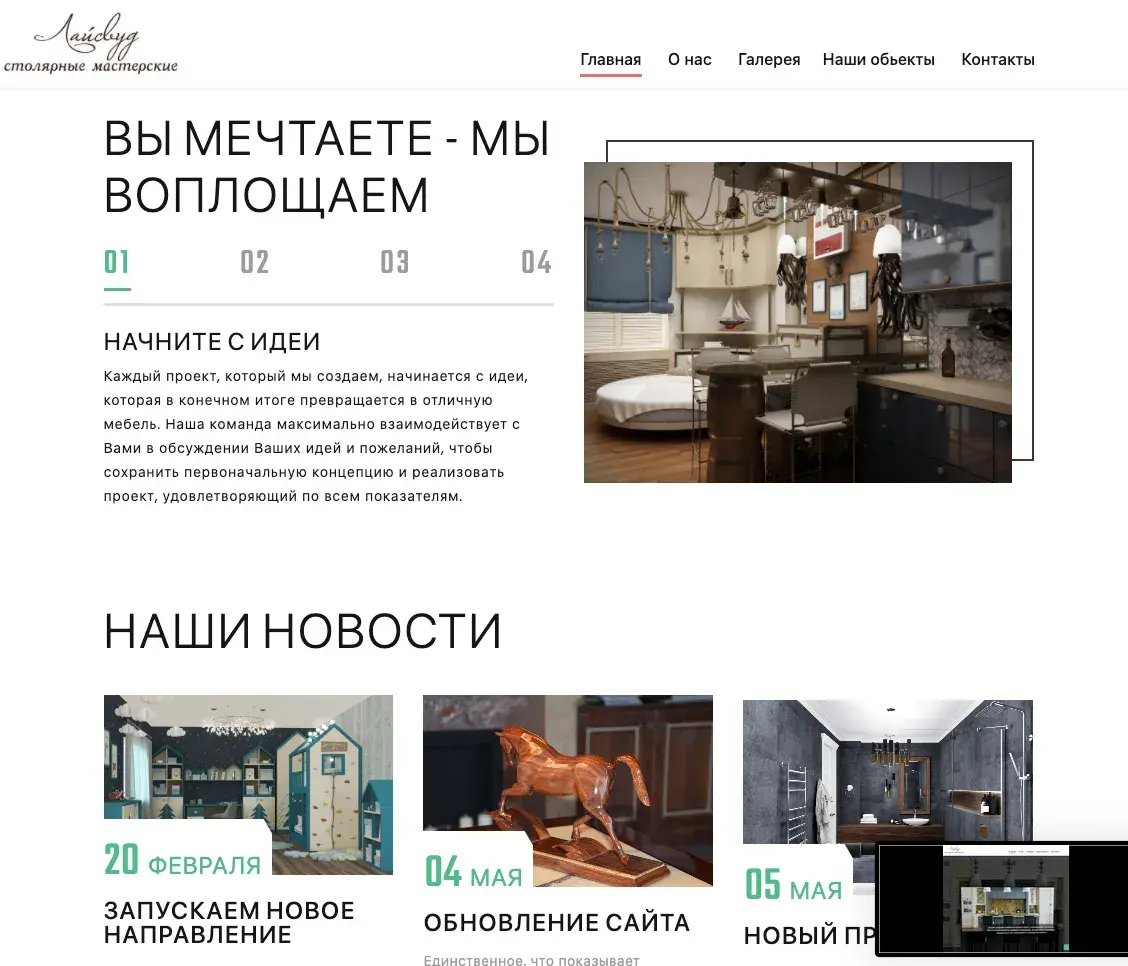 Лайсвуд
столярные мастерские
Главная О нас Галерея Наши обьекты Контакты
ВЫ МЕЧТАЕТЕ - МЫ
ВОПЛОЩАЕМ
01 02 03 04
НАЧНИТЕ С ИДЕИ
Каждый проект, который мы создаем, начинается с идеи,
которая в конечном итоге превращается в отличную
мебель. Наша команда максимально взаимодействует с
Вами в обсуждении Ваших идей и пожеланий, чтобы
сохранить первоначальную концепцию и реализовать
проект, удовлетворяющий по всем показателям.
НАШИ НОВОСТИ
20 ФЕВРАЛЯ
ЗАПУСКАЕМ НОВОЕ
НАПРАВЛЕНИЕ
04 МАЯ
ОБНОВЛЕНИЕ САЙТА
Единственное, что показывает
05 МАЯ
НОВЫЙ ПР